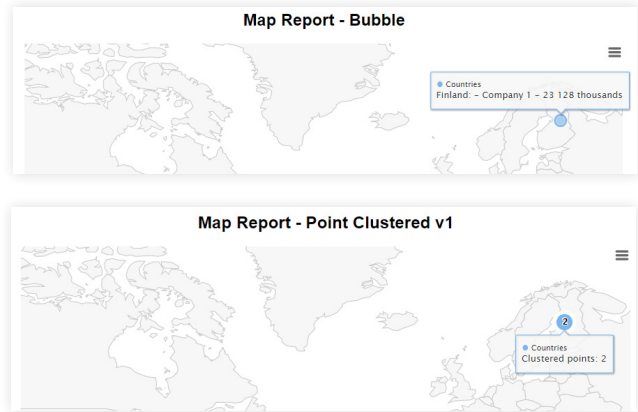 Map Report - Bubble
Countries
Finland: - Company 1 - 23 128 thousands
Map Report - Point Clustered v1
2
Countries
Clustered points: 2